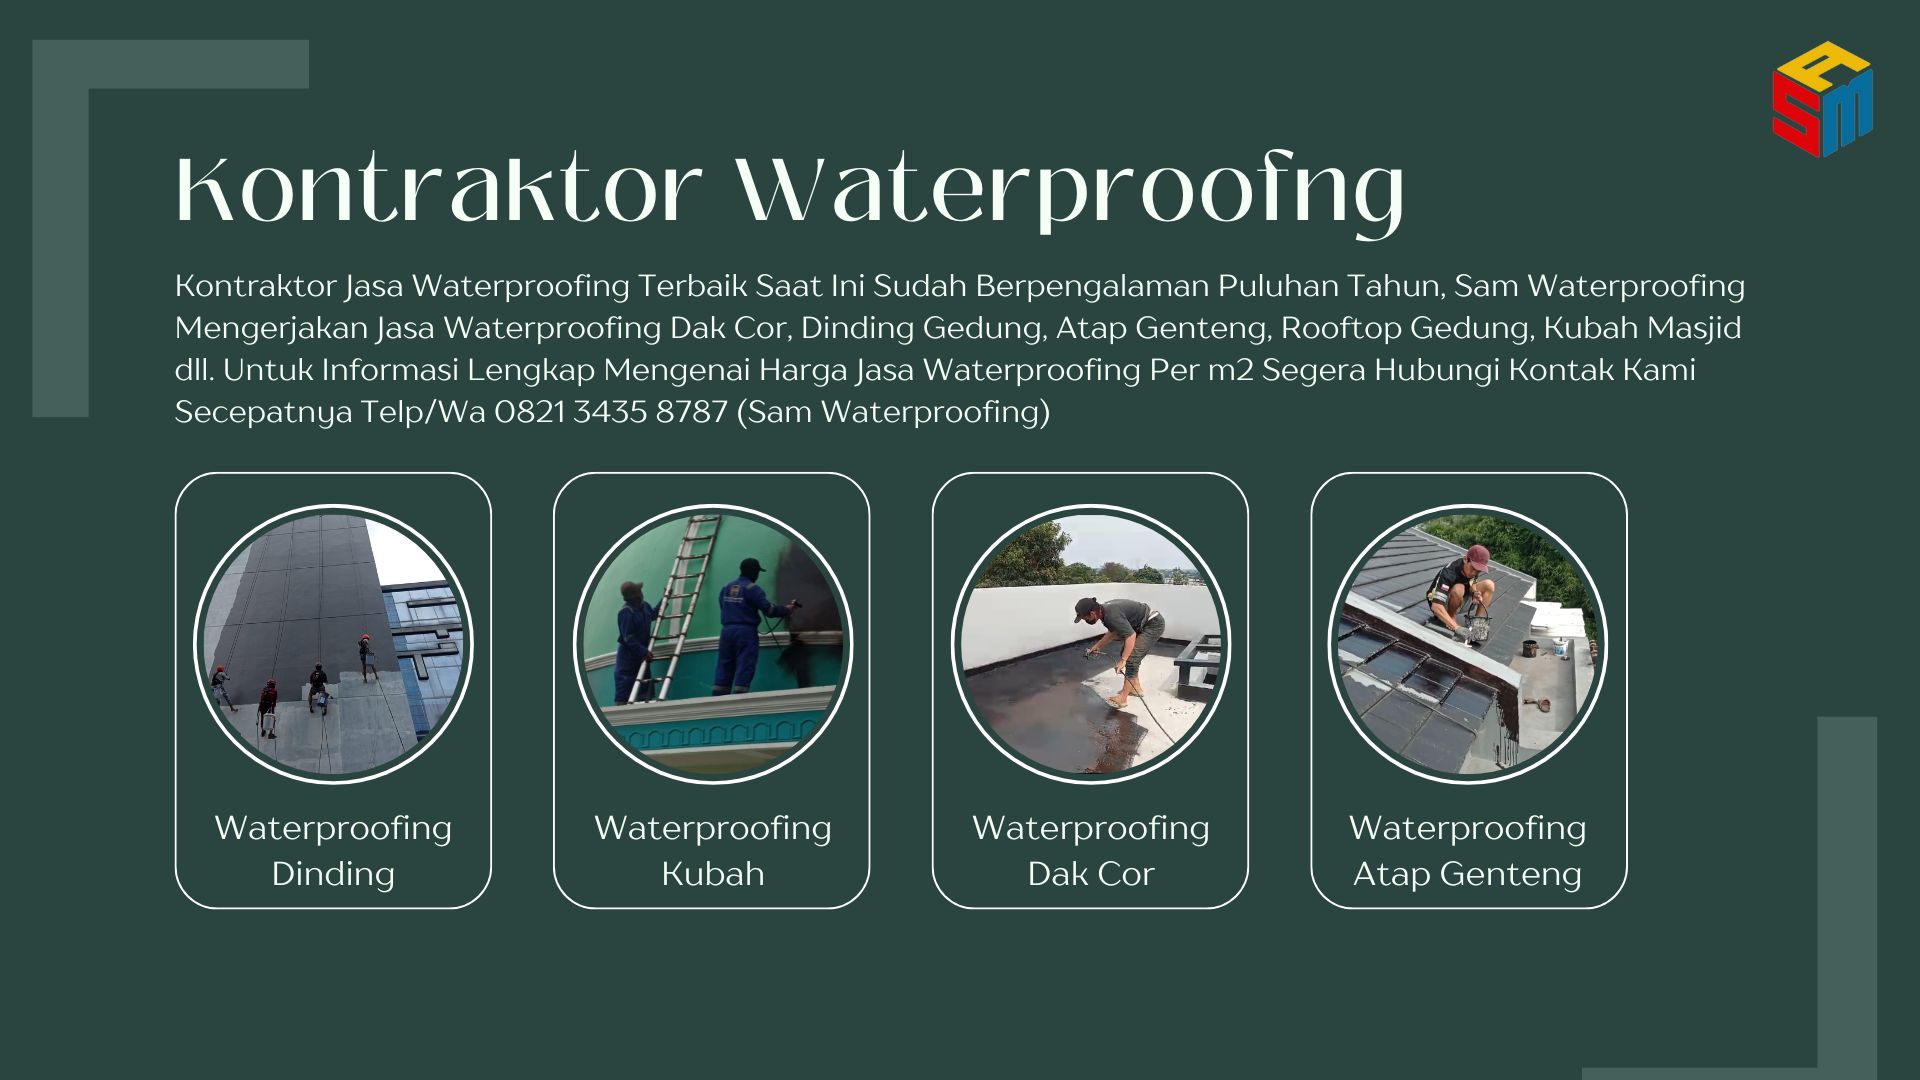 SAM
Kontraktor Waterproofng
Kontraktor Jasa Waterproofing Terbaik Saat Ini Sudah Berpengalaman Puluhan Tahun, Sam Waterproofing
Mengerjakan Jasa Waterproofing Dak Cor, Dinding Gedung, Atap Genteng, Rooftop Gedung, Kubah Masjid
dll. Untuk Informasi Lengkap Mengenai Harga Jasa Waterproofing Per m2 Segera Hubungi Kontak Kami
Secepatnya Telp/Wa 0821 3435 8787 (Sam Waterproofing)
Waterproofing
Dinding
Waterproofing
Kubah
Waterproofing
Dak Cor
Waterproofing
Atap Genteng